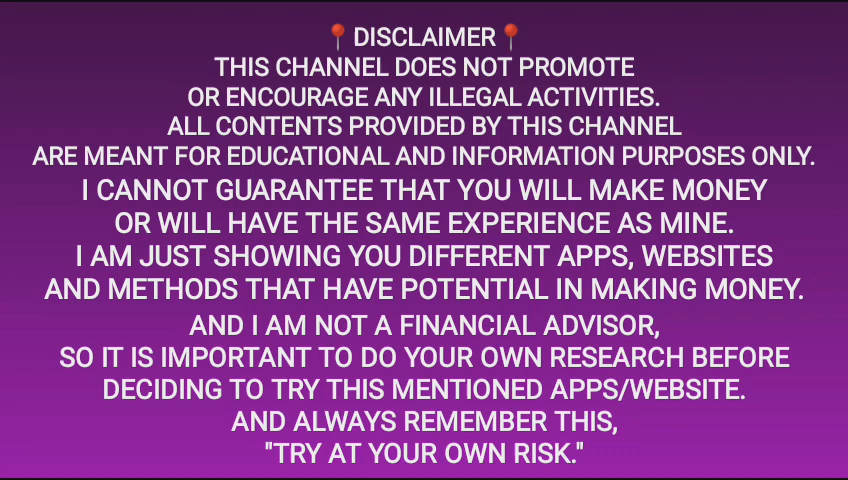 📍DISCLAIMER📍
THIS CHANNEL DOES NOT PROMOTE
OR ENCOURAGE ANY ILLEGAL ACTIVITIES.
ALL CONTENTS PROVIDED BY THIS CHANNEL
ARE MEANT FOR EDUCATIONAL AND INFORMATION PURPOSES ONLY.
I CANNOT GUARANTEE THAT YOU WILL MAKE MONEY
OR WILL HAVE THE SAME EXPERIENCE AS MINE.
I AM JUST SHOWING YOU DIFFERENT APPS, WEBSITES
AND METHODS THAT HAVE POTENTIAL IN MAKING MONEY.
AND I AM NOT A FINANCIAL ADVISOR,
SO IT IS IMPORTANT TO DO YOUR OWN RESEARCH BEFORE
DECIDING TO TRY THIS MENTIONED APPS/WEBSITE.
AND ALWAYS REMEMBER THIS,
"TRY AT YOUR OWN RISK."